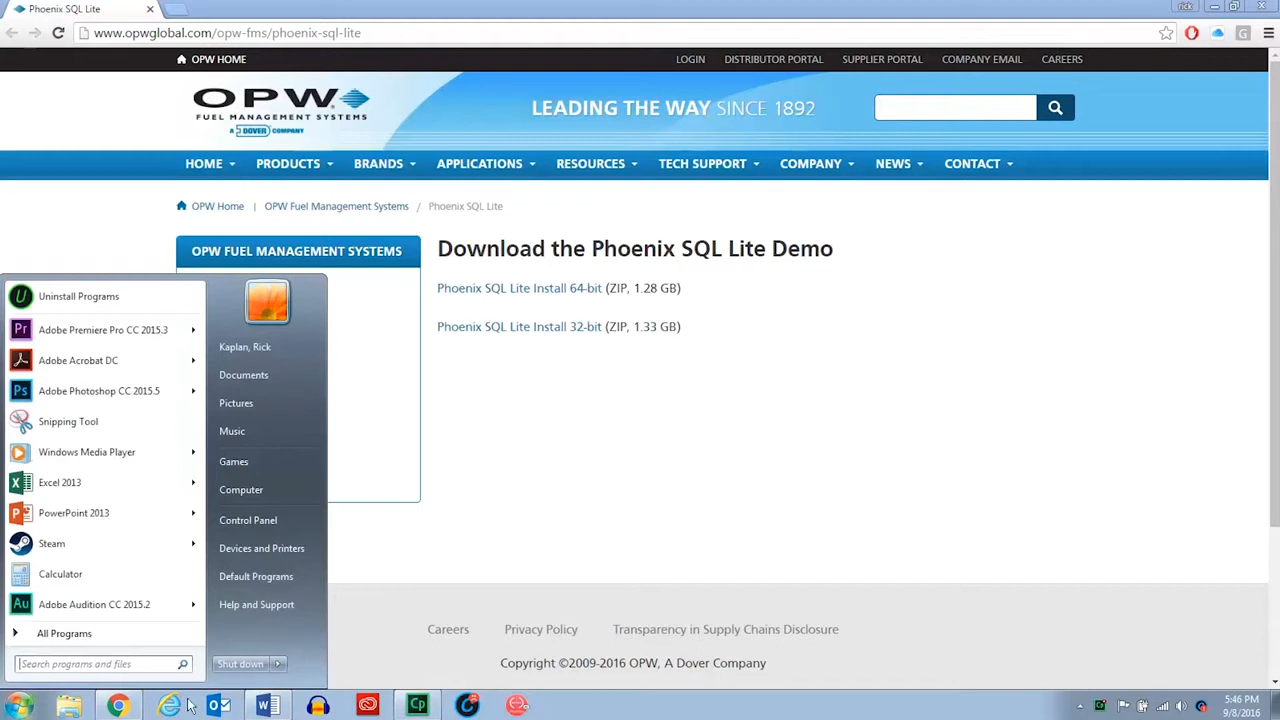 Phoenix SQL Lite
rick
www.opwglobal.com/opw-fms/phoenix-sql-lite
OPW HOME
LOGIN DISTRIBUTOR PORTAL SUPPLIER PORTAL COMPANY EMAIL CAREERS
OPW
FUEL MANAGEMENT SYSTEMS
a DOVER COMPANY
LEADING THE WAY SINCE 1892
HOME PRODUCTS BRANDS APPLICATIONS RESOURCES TECH SUPPORT COMPANY NEWS CONTACT
OPW Home | OPW Fuel Management Systems / Phoenix SQL Lite
OPW FUEL MANAGEMENT SYSTEMS
Download the Phoenix SQL Lite Demo
Phoenix SQL Lite Install 64-bit (ZIP, 1.28 GB)
Phoenix SQL Lite Install 32-bit (ZIP, 1.33 GB)
Uninstall Programs
Adobe Premiere Pro CC 2015.3
Adobe Acrobat DC
Adobe Photoshop CC 2015.5
Snipping Tool
Windows Media Player
Excel 2013
PowerPoint 2013
Steam
Calculator
Adobe Audition CC 2015.2
All Programs
Search programs and files
Kaplan, Rick
Documents
Pictures
Music
Games
Computer
Control Panel
Devices and Printers
Default Programs
Help and Support
Shut down
Careers Privacy Policy Transparency in Supply Chains Disclosure
Copyright ©2009-2016 OPW, A Dover Company
5:46 PM
9/8/2016